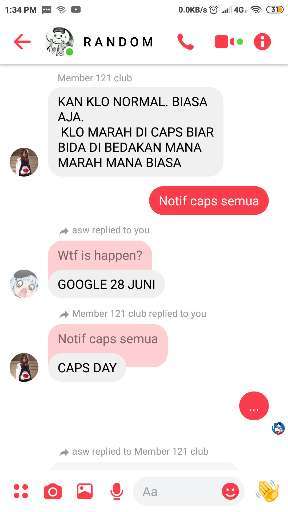 1:34 PM
0.0KB/s
4G
31
RANDOM
Member 121 club
KAN KLO NORMAL. BIASA
AJA.
KLO MARAH DI CAPS BIAR
BIDA DI BEDAKAN MANA
MARAH MANA BIASA
Notif caps semua
asw replied to you
Wtf is happen?
GOOGLE 28 JUNI
Member 121 club replied to you
Notif caps semua
CAPS DAY
...
asw replied to Member 121 club
Aa